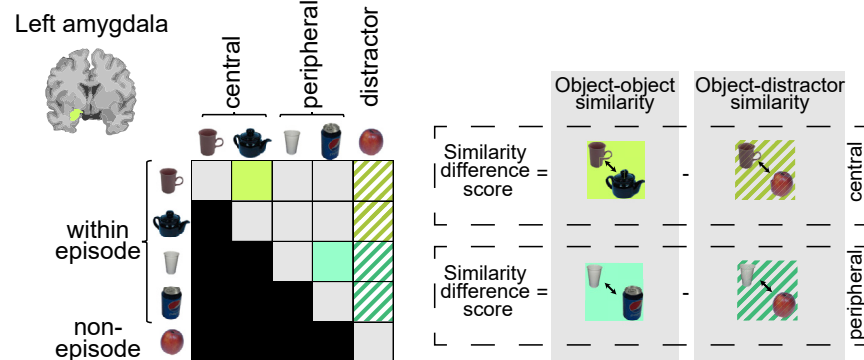 Left amygdala
central
peripheral
distractor
within
episode
non-
episode
Object-object
similarity
Object-distractor
similarity
Similarity
difference
score
=
-
central
Similarity
difference
score
=
-
peripheral